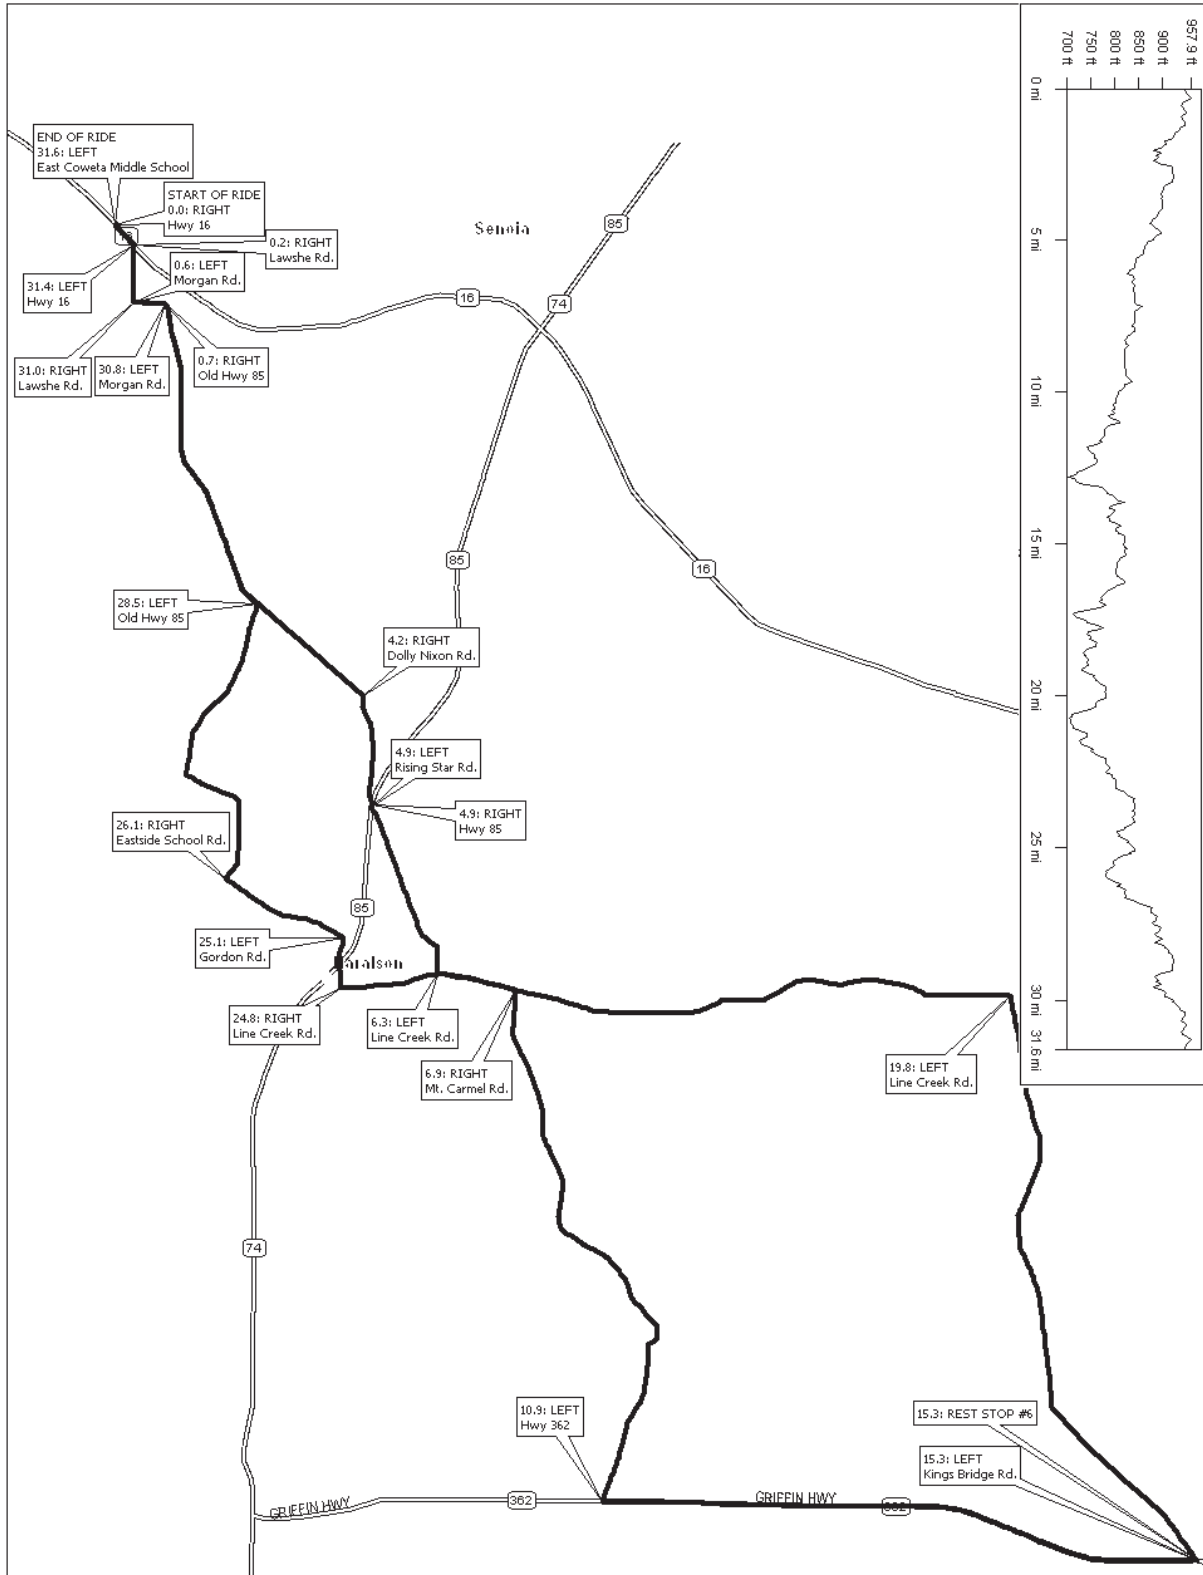 957.9 ft
900 ft
850 ft
800 ft
750 ft
700 ft
0 mi
5 mi
10 mi
15 mi
20 mi
25 mi
30 mi
31.6 mi
END OF RIDE
31.6: LEFT
East Coweta Middle School
START OF RIDE
0.0: RIGHT
Hwy 16
Senoia
85
0.2: RIGHT
Lawshe Rd.
0.6: LEFT
Morgan Rd.
31.4: LEFT
Hwy 16
16
74
31.0: RIGHT
Lawshe Rd.
30.8: LEFT
Morgan Rd.
0.7: RIGHT
Old Hwy 85
85
16
28.5: LEFT
Old Hwy 85
4.2: RIGHT
Dolly Nixon Rd.
4.9: LEFT
Rising Star Rd.
4.9: RIGHT
Hwy 85
26.1: RIGHT
Eastside School Rd.
85
25.1: LEFT
Gordon Rd.
aralson
24.8: RIGHT
Line Creek Rd.
6.3: LEFT
Line Creek Rd.
6.9: RIGHT
Mt. Carmel Rd.
19.8: LEFT
Line Creek Rd.
74
10.9: LEFT
Hwy 362
15.3: REST STOP #6
15.3: LEFT
Kings Bridge Rd.
GRIFFIN HWY
362
GRIFFIN HWY
362